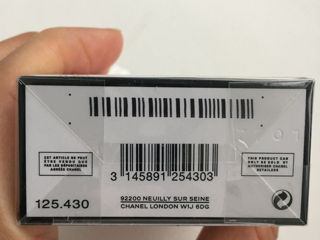 CET ARTICLE NE PEUT
ÊTRE VENDU QUE
PAR LES DÉPOSITAIRES
AGRÉÉS CHANEL
THIS PRODUCT CAN
ONLY BE SOLD BY
AUTHORISED CHANEL
RETAILERS
3 145891 254303
125.430
92200 NEUILLY SUR SEINE
CHANEL LONDON W1J 6DG